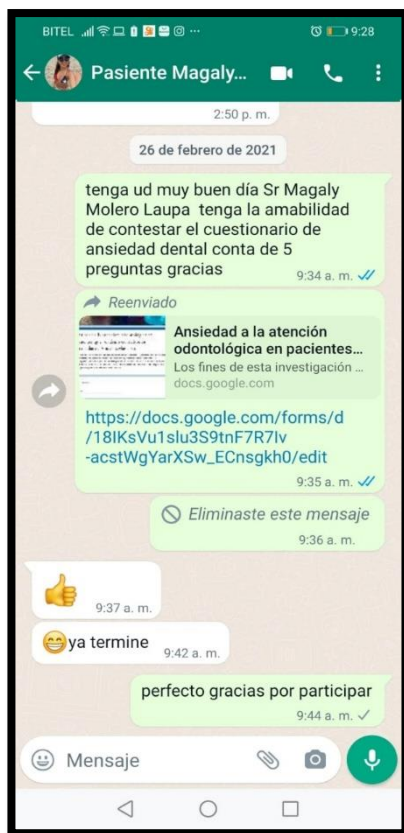 BITEL 9:28
Pasiente Magaly...
2:50 p. m.
26 de febrero de 2021
tenga ud muy buen día Sr Magaly
Molero Laupa tenga la amabilidad
de contestar el cuestionario de
ansiedad dental conta de 5
preguntas gracias
9:34 a. m.
Reenviado
Ansiedad a la atención
odontológica en pacientes...
Los fines de esta investigación ...
docs.google.com
https://docs.google.com/forms/d
/18IKsVu1slu3S9tnF7R7Iv
-acstWgYarXSw_ECnsgkh0/edit
9:35 a. m.
Eliminaste este mensaje
9:36 a. m.
9:37 a. m.
ya termine
9:42 a. m.
perfecto gracias por participar
9:44 a. m.
Mensaje